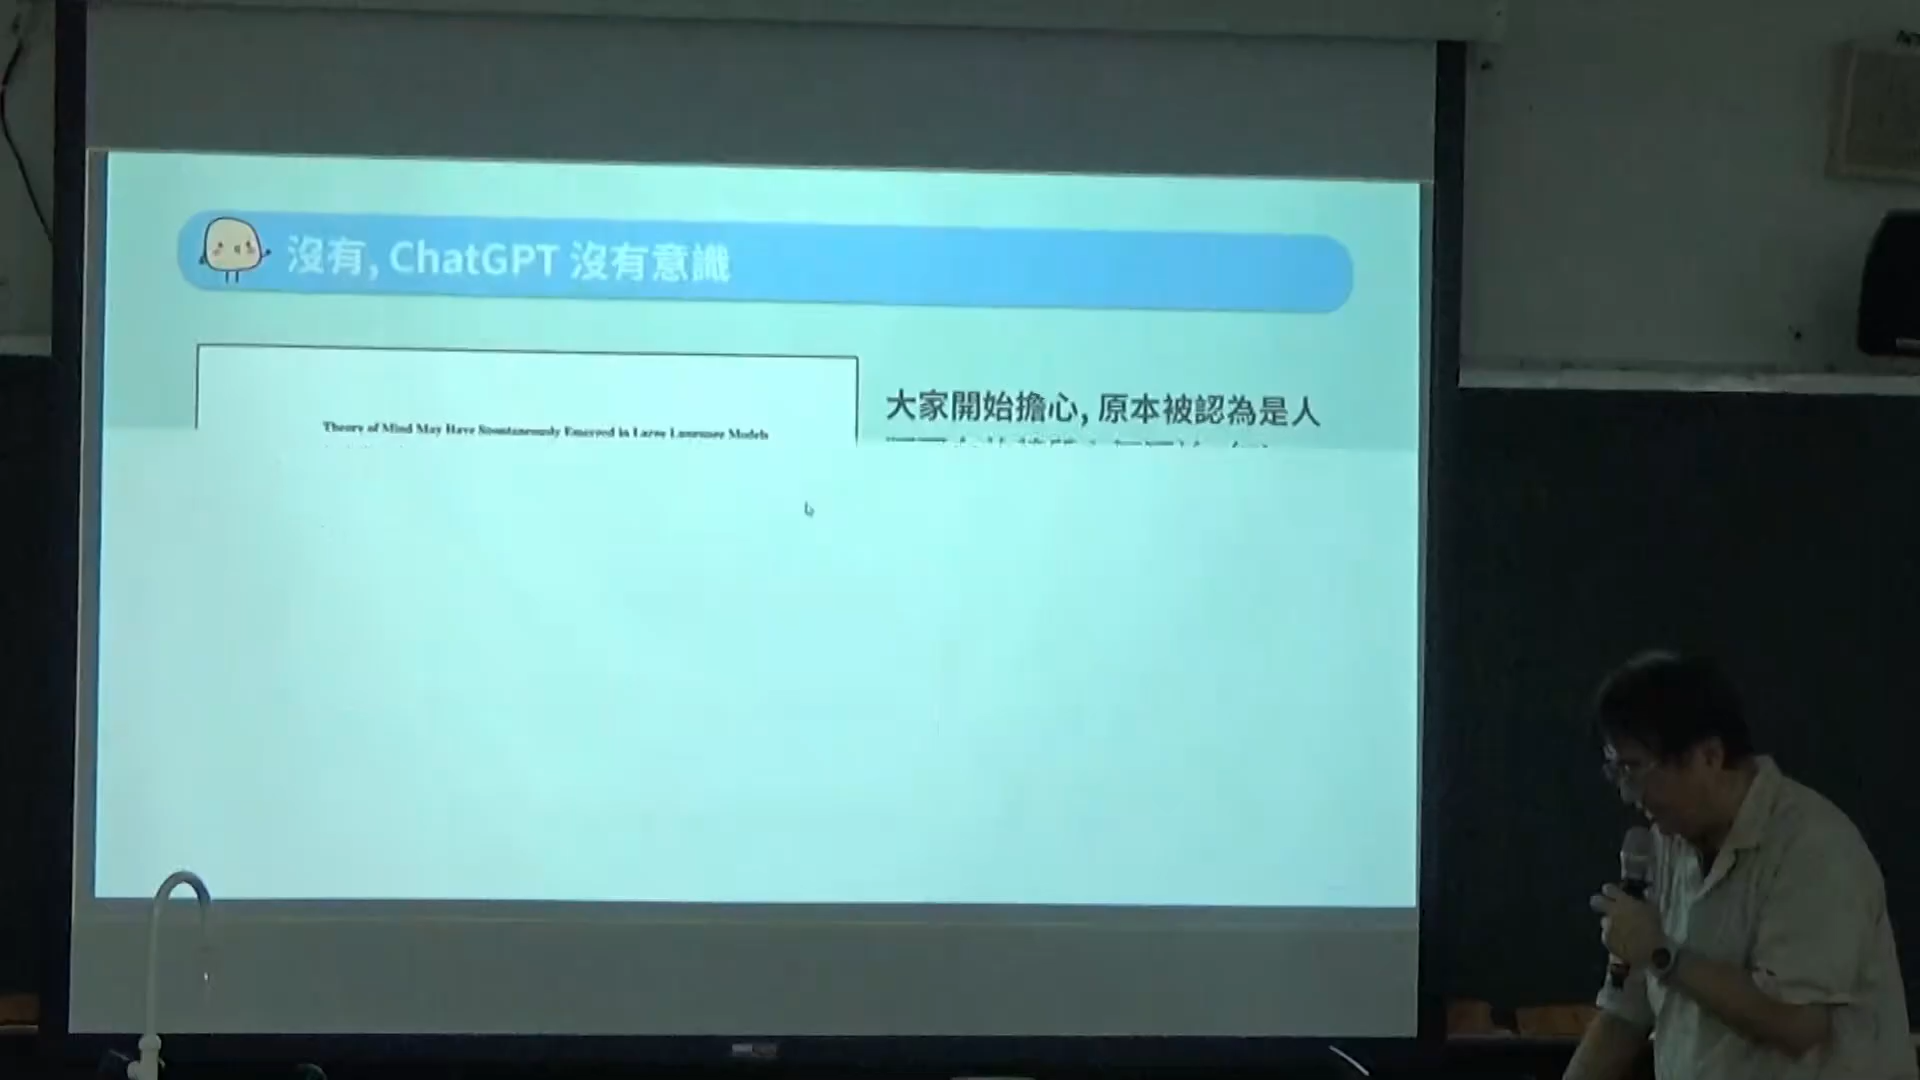 沒有, ChatGPT 沒有意識
Theory of Mind May Have Spontaneously Emerged in Large Language Models
大家開始擔心, 原本被認為是人